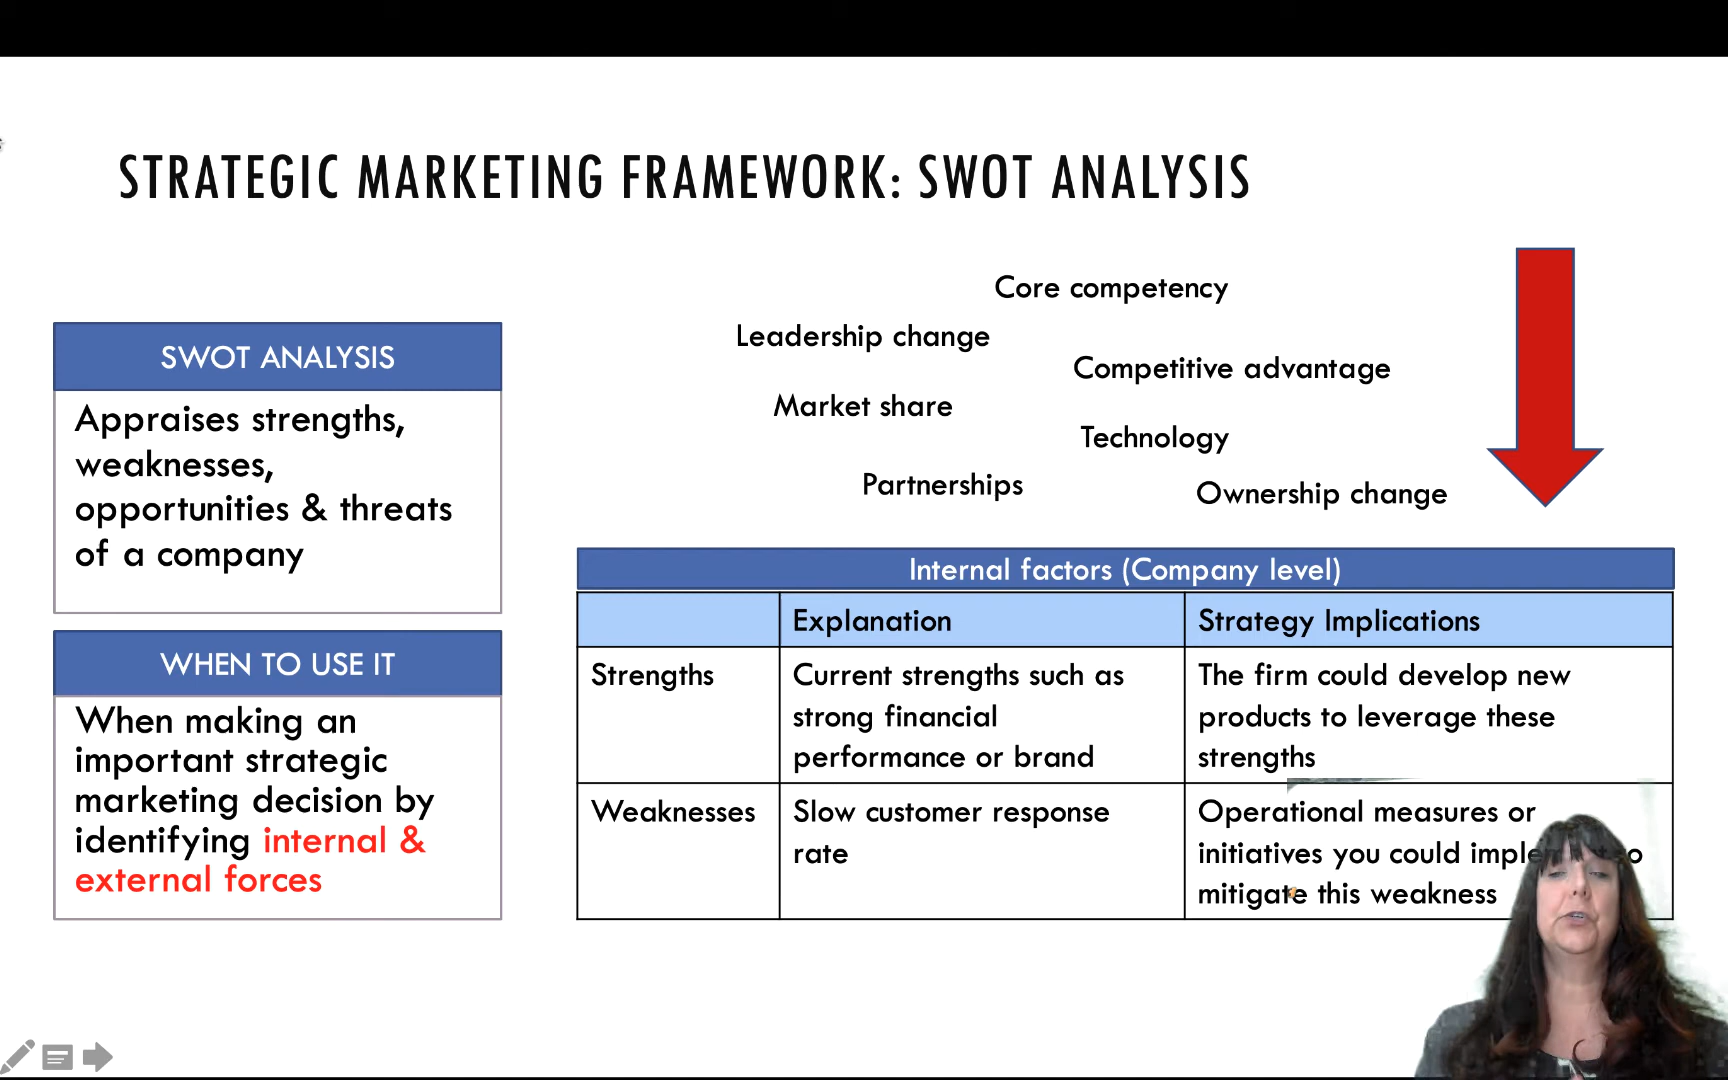 STRATEGIC MARKETING FRAMEWORK: SWOT ANALYSIS
SWOT ANALYSIS
Appraises strengths,
weaknesses,
opportunities & threats
of a company
WHEN TO USE IT
When making an
important strategic
marketing decision by
identifying internal &
external forces
Core competency
Leadership change
Competitive advantage
Market share
Technology
Partnerships
Ownership change
Internal factors (Company level)
Explanation
Strategy Implications
Strengths
Current strengths such as
strong financial
performance or brand
The firm could develop new
products to leverage these
strengths
Weaknesses
Slow customer response
rate
Operational measures or
initiatives you could
mitigate this weakness